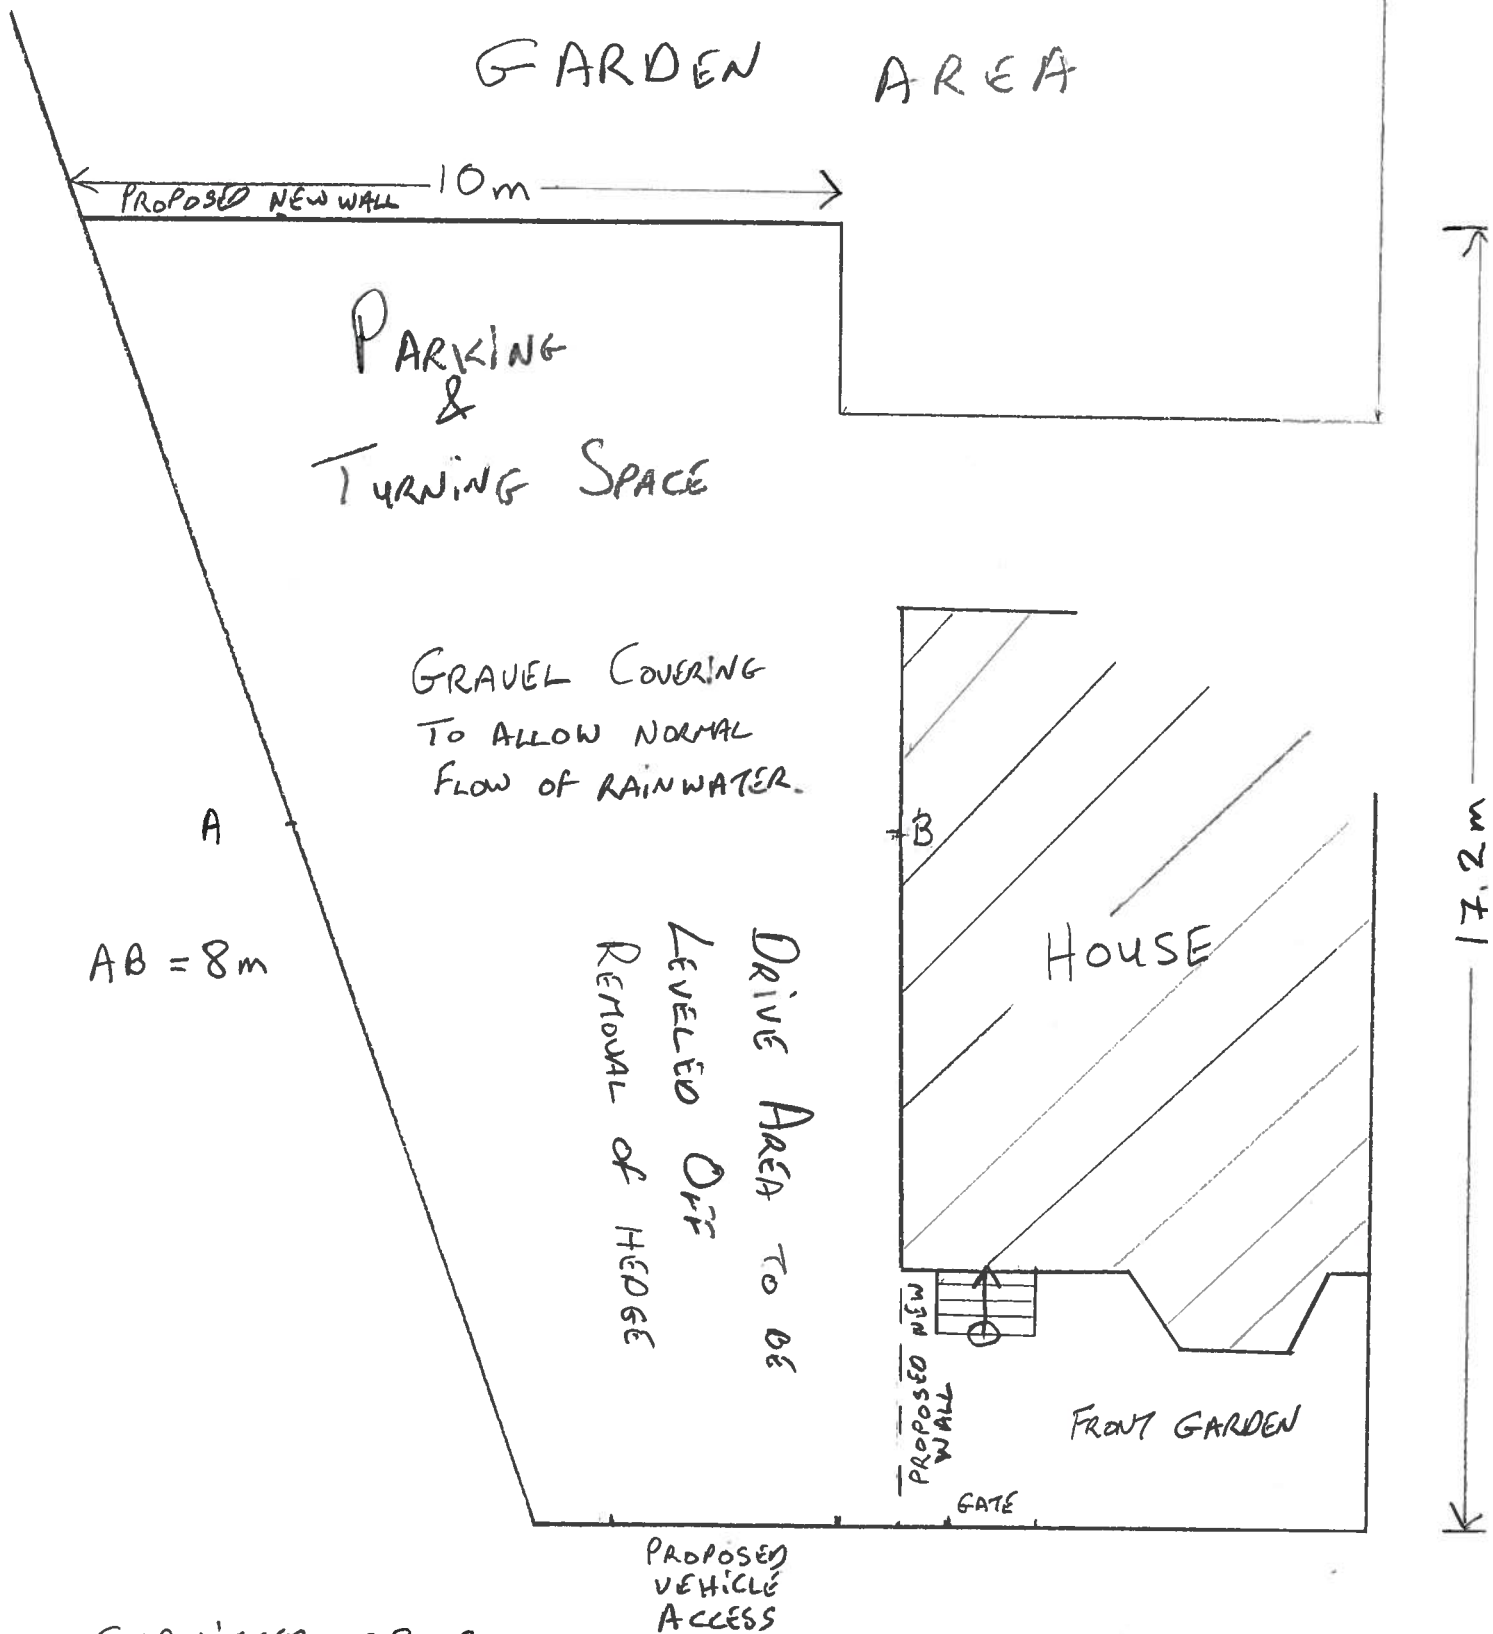 GARDEN AREA
10m
PROPOSED NEW WALL
PARKING
&
TURNING SPACE
GRAVEL COVERING
TO ALLOW NORMAL
FLOW OF RAINWATER.
A
B
AB = 8m
HOUSE
17.2m
DRIVE AREA TO BE
LEVELED OFF
REMOVAL OF HEDGE
PROPOSED NEW
WALL
FRONT GARDEN
GATE
PROPOSED
VEHICLE
ACCESS